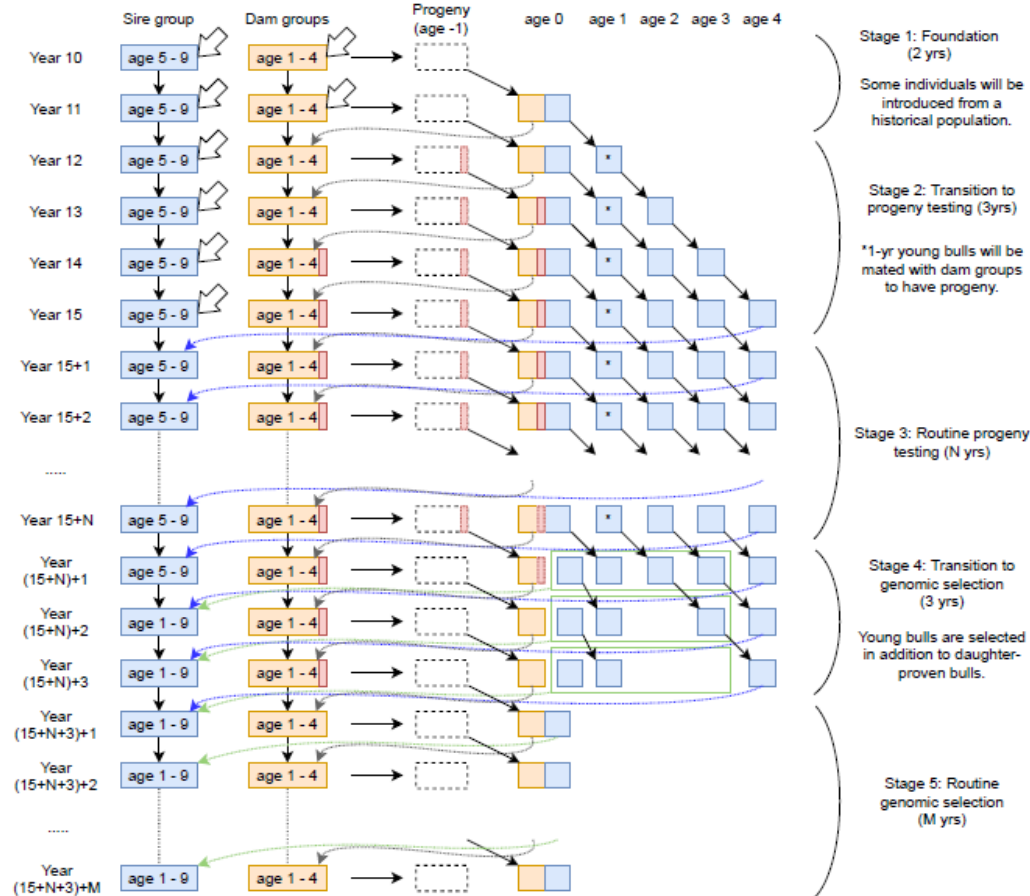 Sire group
Dam groups
Progeny
(age -1)
age 0
age 1
age 2
age 3
age 4
Year 10
age 5 - 9
age 1 - 4
Stage 1: Foundation
(2 yrs)
Some individuals will be
introduced from a
historical population.
Year 11
age 5 - 9
age 1 - 4
Year 12
age 5 - 9
age 1 - 4
*
Year 13
age 5 - 9
age 1 - 4
*
Stage 2: Transition to
progeny testing (3yrs)
*1-yr young bulls will be
mated with dam groups
to have progeny.
Year 14
age 5 - 9
age 1 - 4
*
Year 15
age 5 - 9
age 1 - 4
*
Year 15+1
age 5 - 9
age 1 - 4
*
Year 15+2
age 5 - 9
age 1 - 4
*
Stage 3: Routine progeny
testing (N yrs)
.....
Year 15+N
age 5 - 9
age 1 - 4
*
Year
(15+N)+1
age 5 - 9
age 1 - 4
Stage 4: Transition to
genomic selection
(3 yrs)
Young bulls are selected
in addition to daughter-
proven bulls.
Year
(15+N)+2
age 1 - 9
age 1 - 4
Year
(15+N)+3
age 1 - 9
age 1 - 4
Year
(15+N+3)+1
age 1 - 9
age 1 - 4
Year
(15+N+3)+2
age 1 - 9
age 1 - 4
Stage 5: Routine
genomic selection
(M yrs)
.....
Year
(15+N+3)+M
age 1 - 9
age 1 - 4